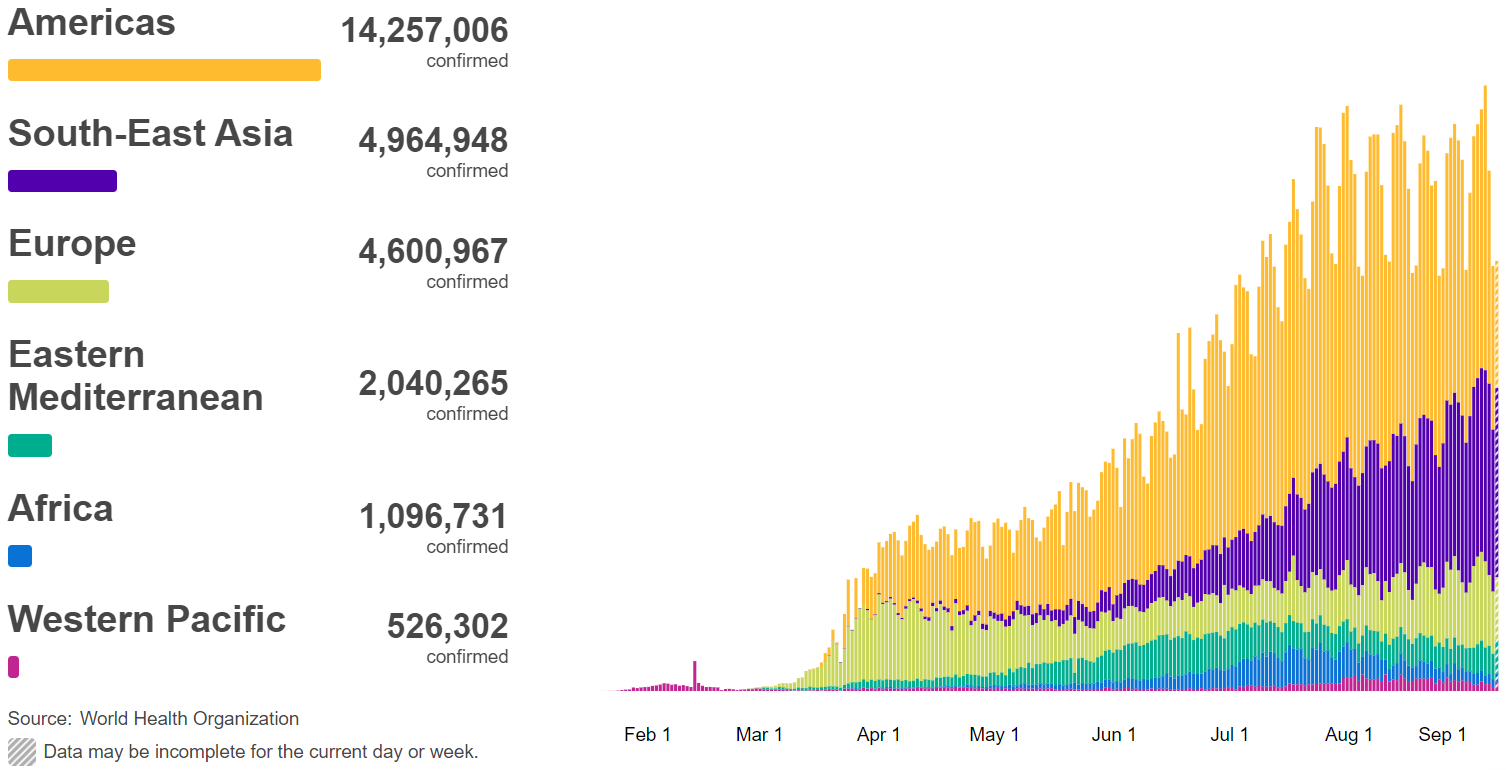 Americas
14,257,006
confirmed
South-East Asia
4,964,948
confirmed
Europe
4,600,967
confirmed
Eastern
Mediterranean
2,040,265
confirmed
Africa
1,096,731
confirmed
Western Pacific
526,302
confirmed
Source: World Health Organization
Data may be incomplete for the current day or week.
Feb 1 Mar 1 Apr 1 May 1 Jun 1 Jul 1 Aug 1 Sep 1